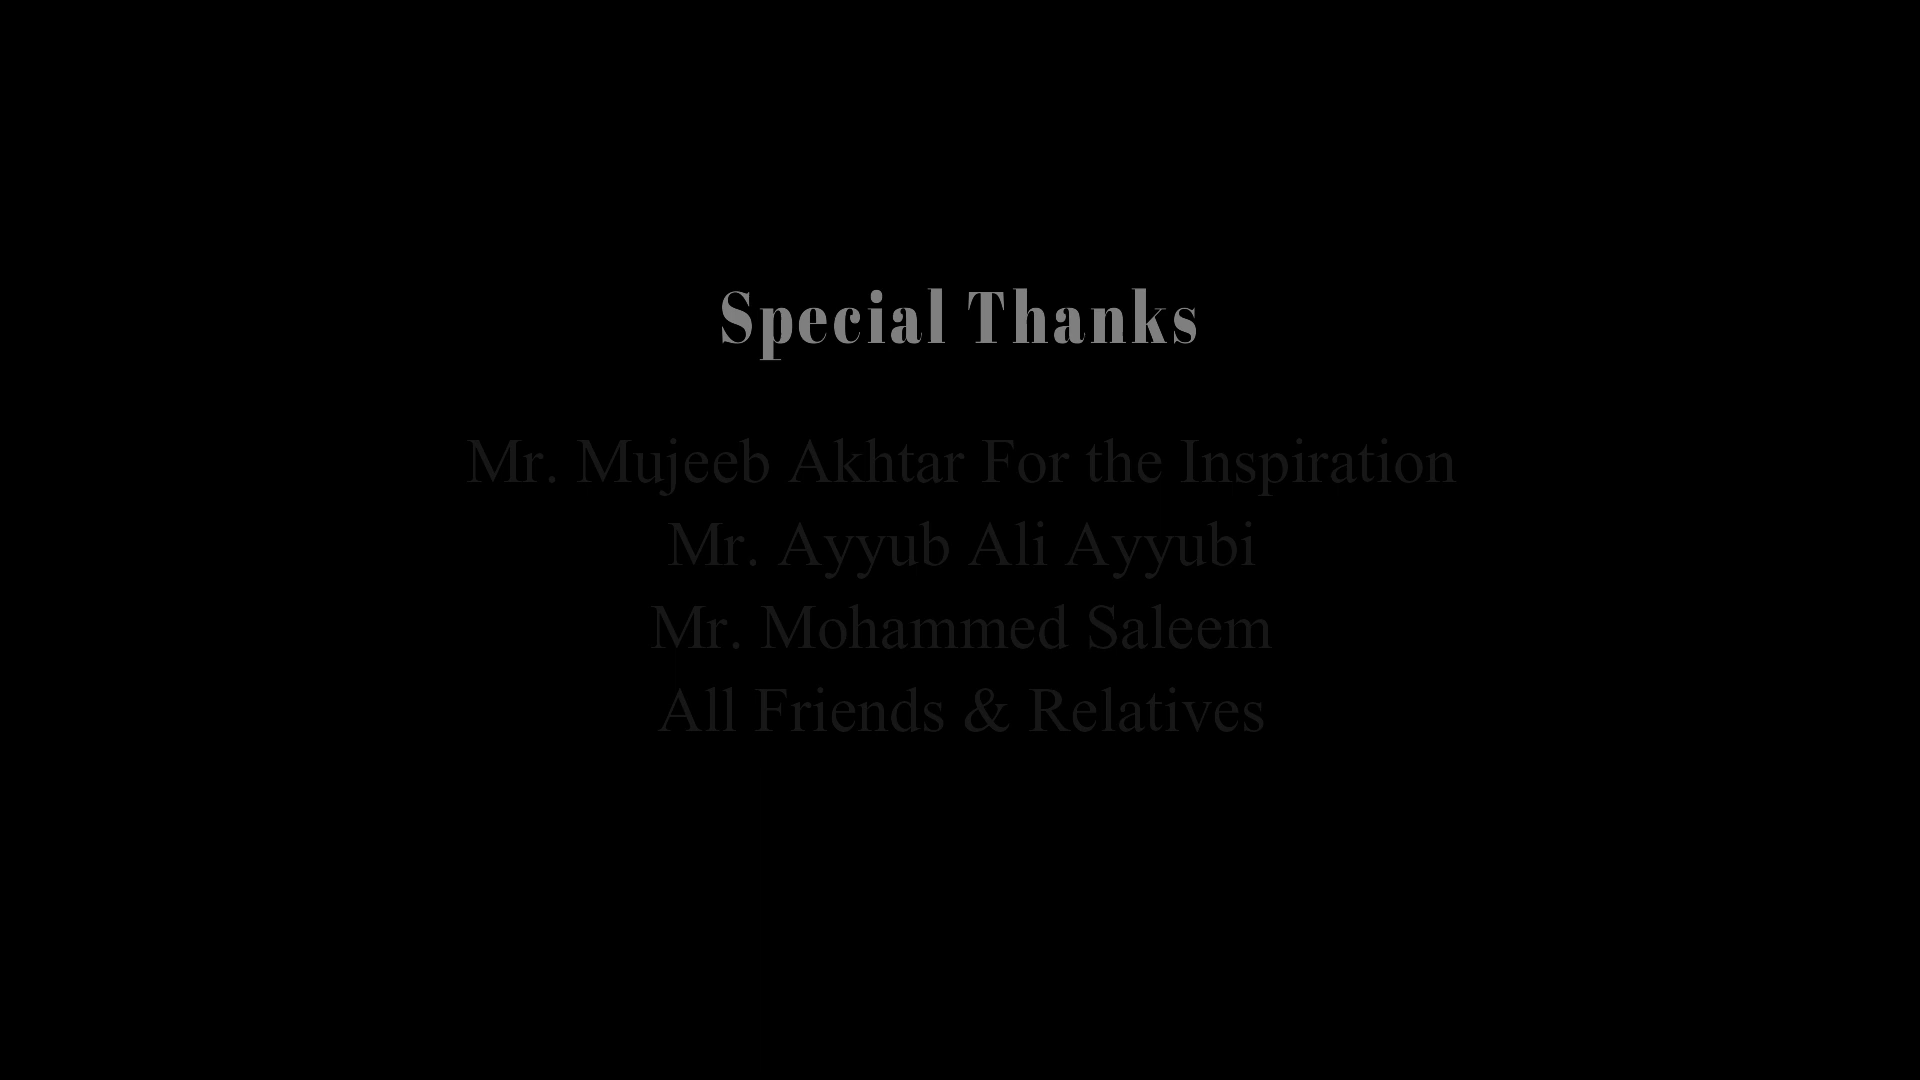 Special Thanks
Mr. Mujeeb Akhtar For the Inspiration
Mr. Ayyub Ali Ayyubi
Mr. Mohammed Saleem
All Friends & Relatives